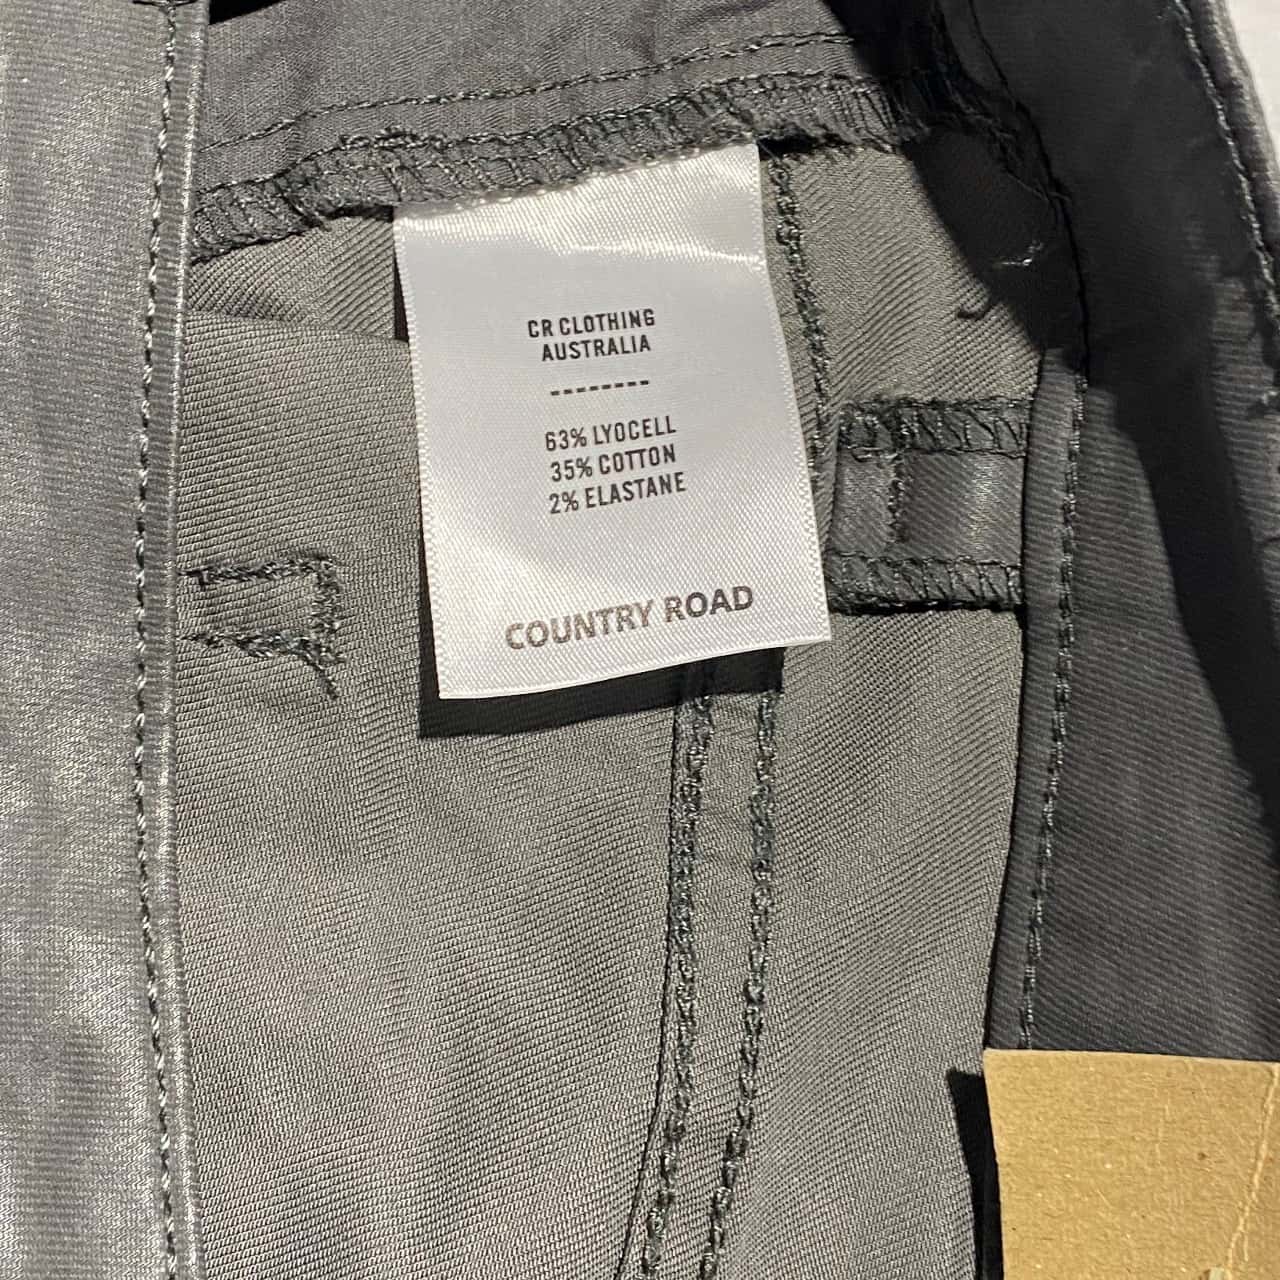 CR CLOTHING
AUSTRALIA
--------
63% LYOCELL
35% COTTON
2% ELASTANE
COUNTRY ROAD